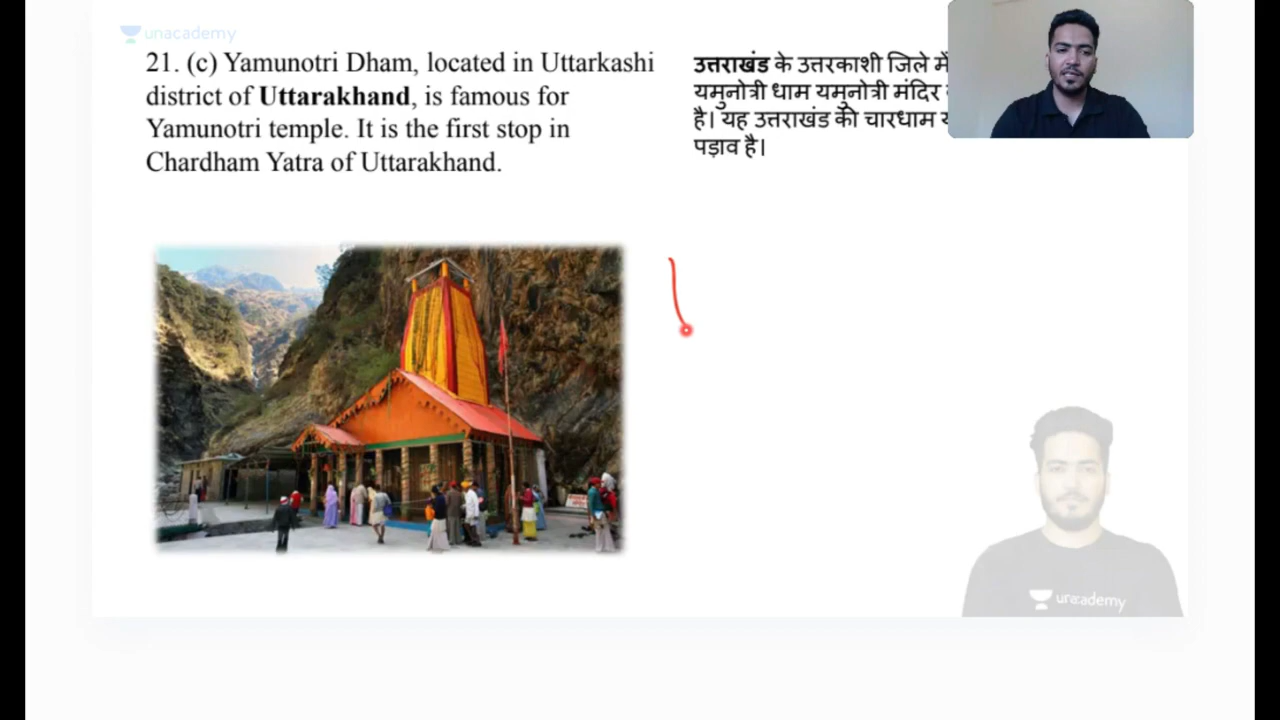 unacademy
21. (c) Yamunotri Dham, located in Uttarkashi
district of Uttarakhand, is famous for
Yamunotri temple. It is the first stop in
Chardham Yatra of Uttarakhand.
उत्तराखंड के उत्तरकाशी जिले में
यमुनोत्री धाम यमुनोत्री मंदिर
है। यह उत्तराखंड की चारधाम
पड़ाव है।
unacademy